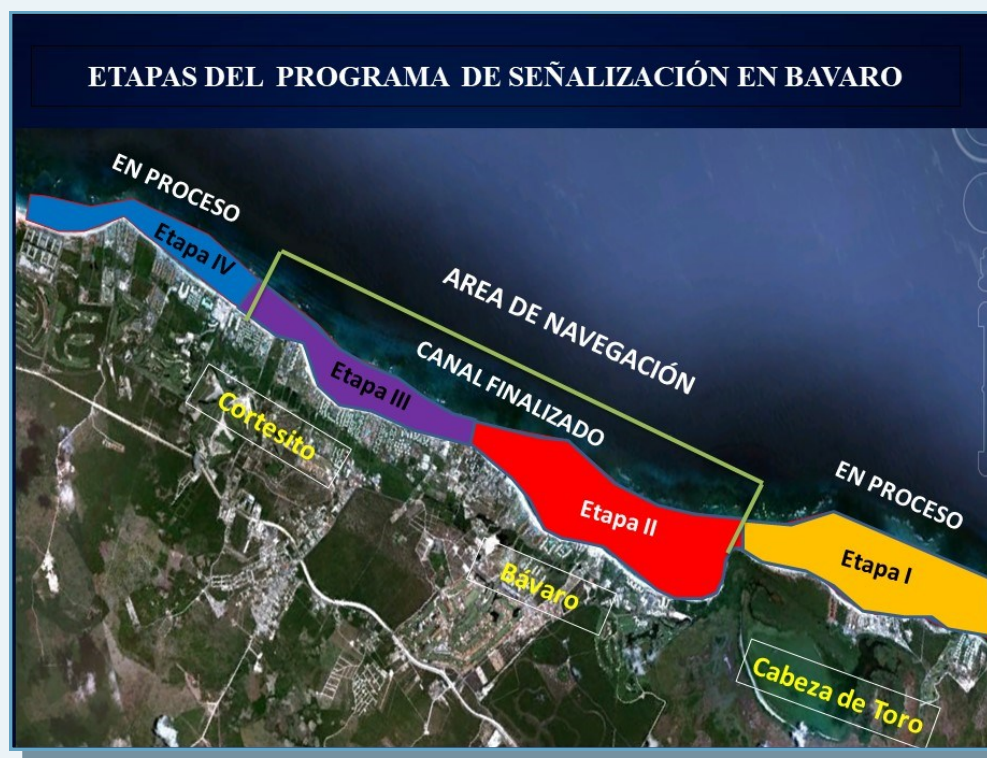 ETAPAS DEL PROGRAMA DE SEÑALIZACIÓN EN BAVARO
EN PROCESO
Etapa IV
AREA DE NAVEGACIÓN
CANAL FINALIZADO
Etapa III
Cortesito
EN PROCESO
Etapa II
Etapa I
Bávaro
Cabeza de Toro